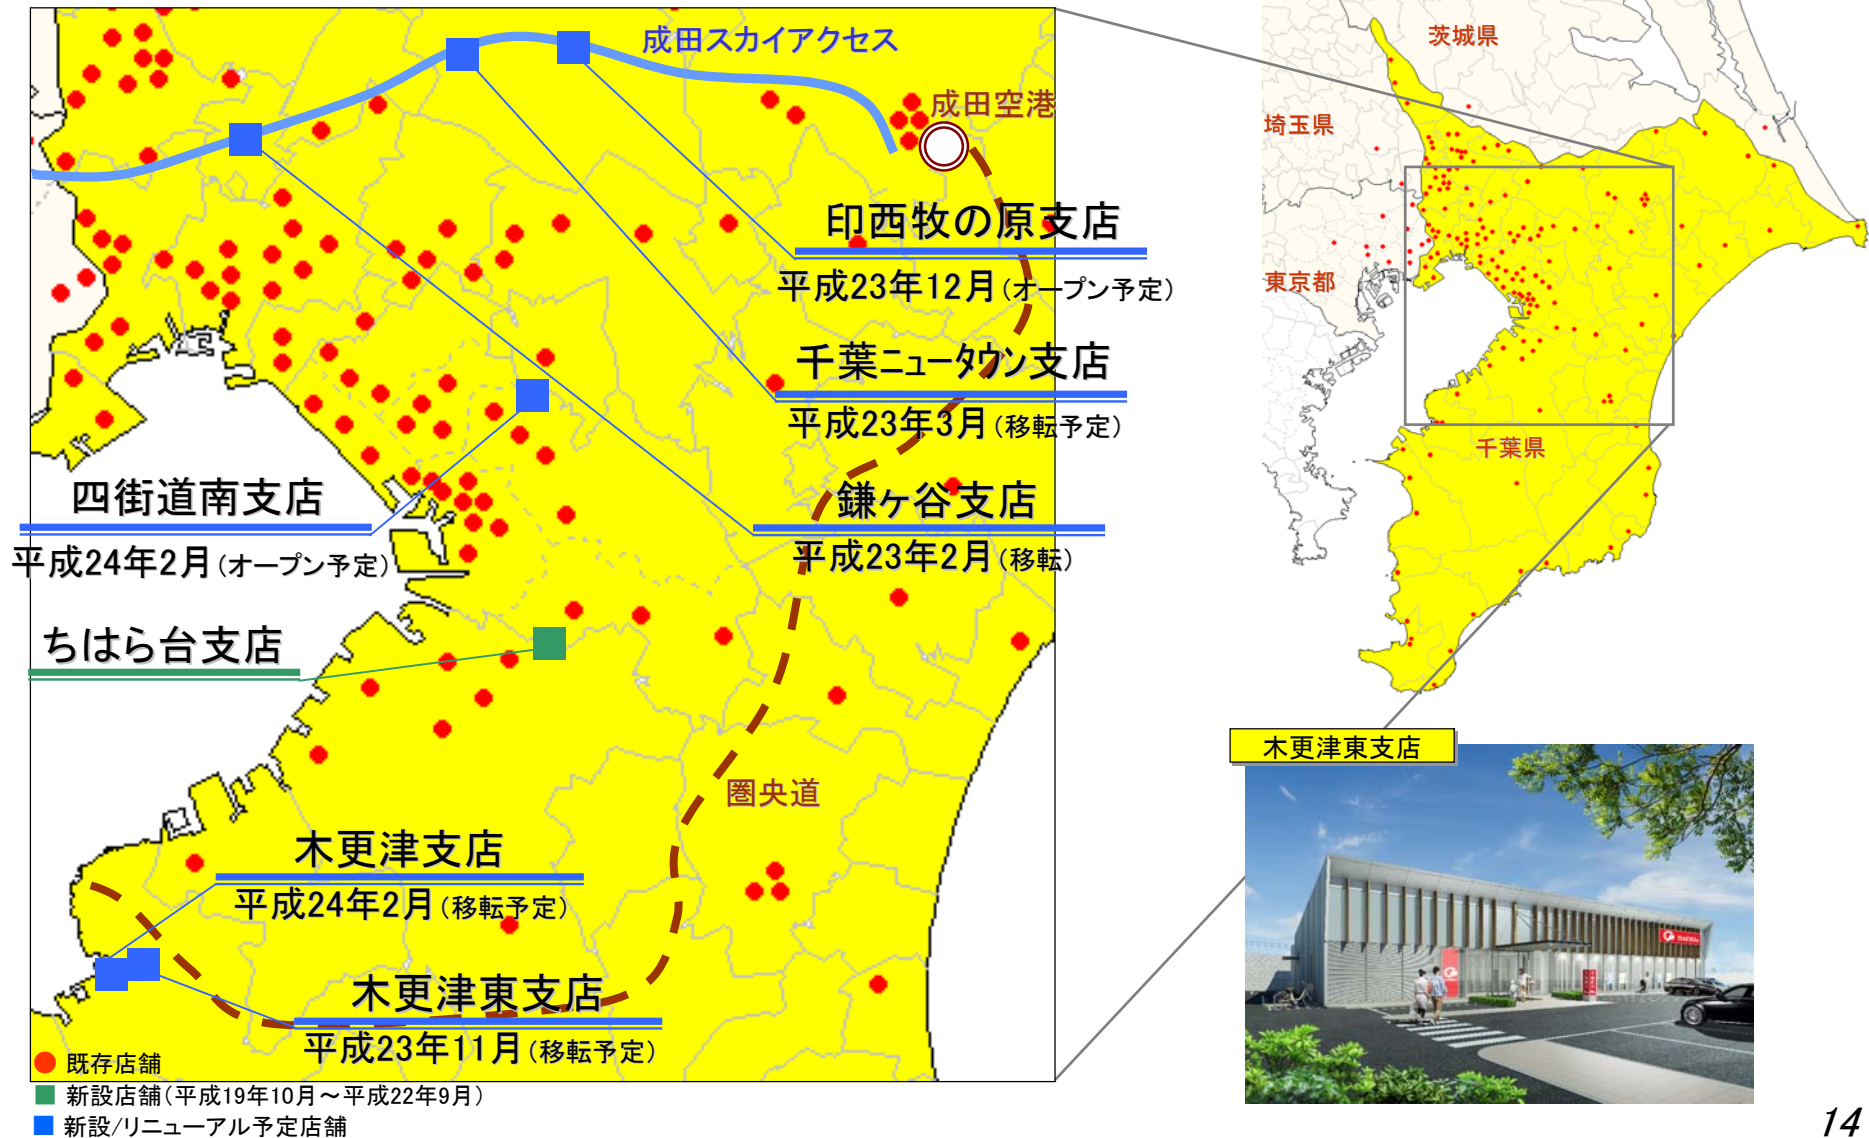 成田スカイアクセス
成田空港
印西牧の原支店
平成23年12月(オープン予定)
千葉ニュータウン支店
平成23年3月(移転予定)
四街道南支店
平成24年2月(オープン予定)
鎌ヶ谷支店
平成23年2月(移転)
ちはら台支店
圏央道
木更津支店
平成24年2月(移転予定)
木更津東支店
平成23年11月(移転予定)
既存店舗
新設店舗(平成19年10月～平成22年9月)
新設/リニューアル予定店舗
茨城県
埼玉県
東京都
千葉県
木更津東支店
14